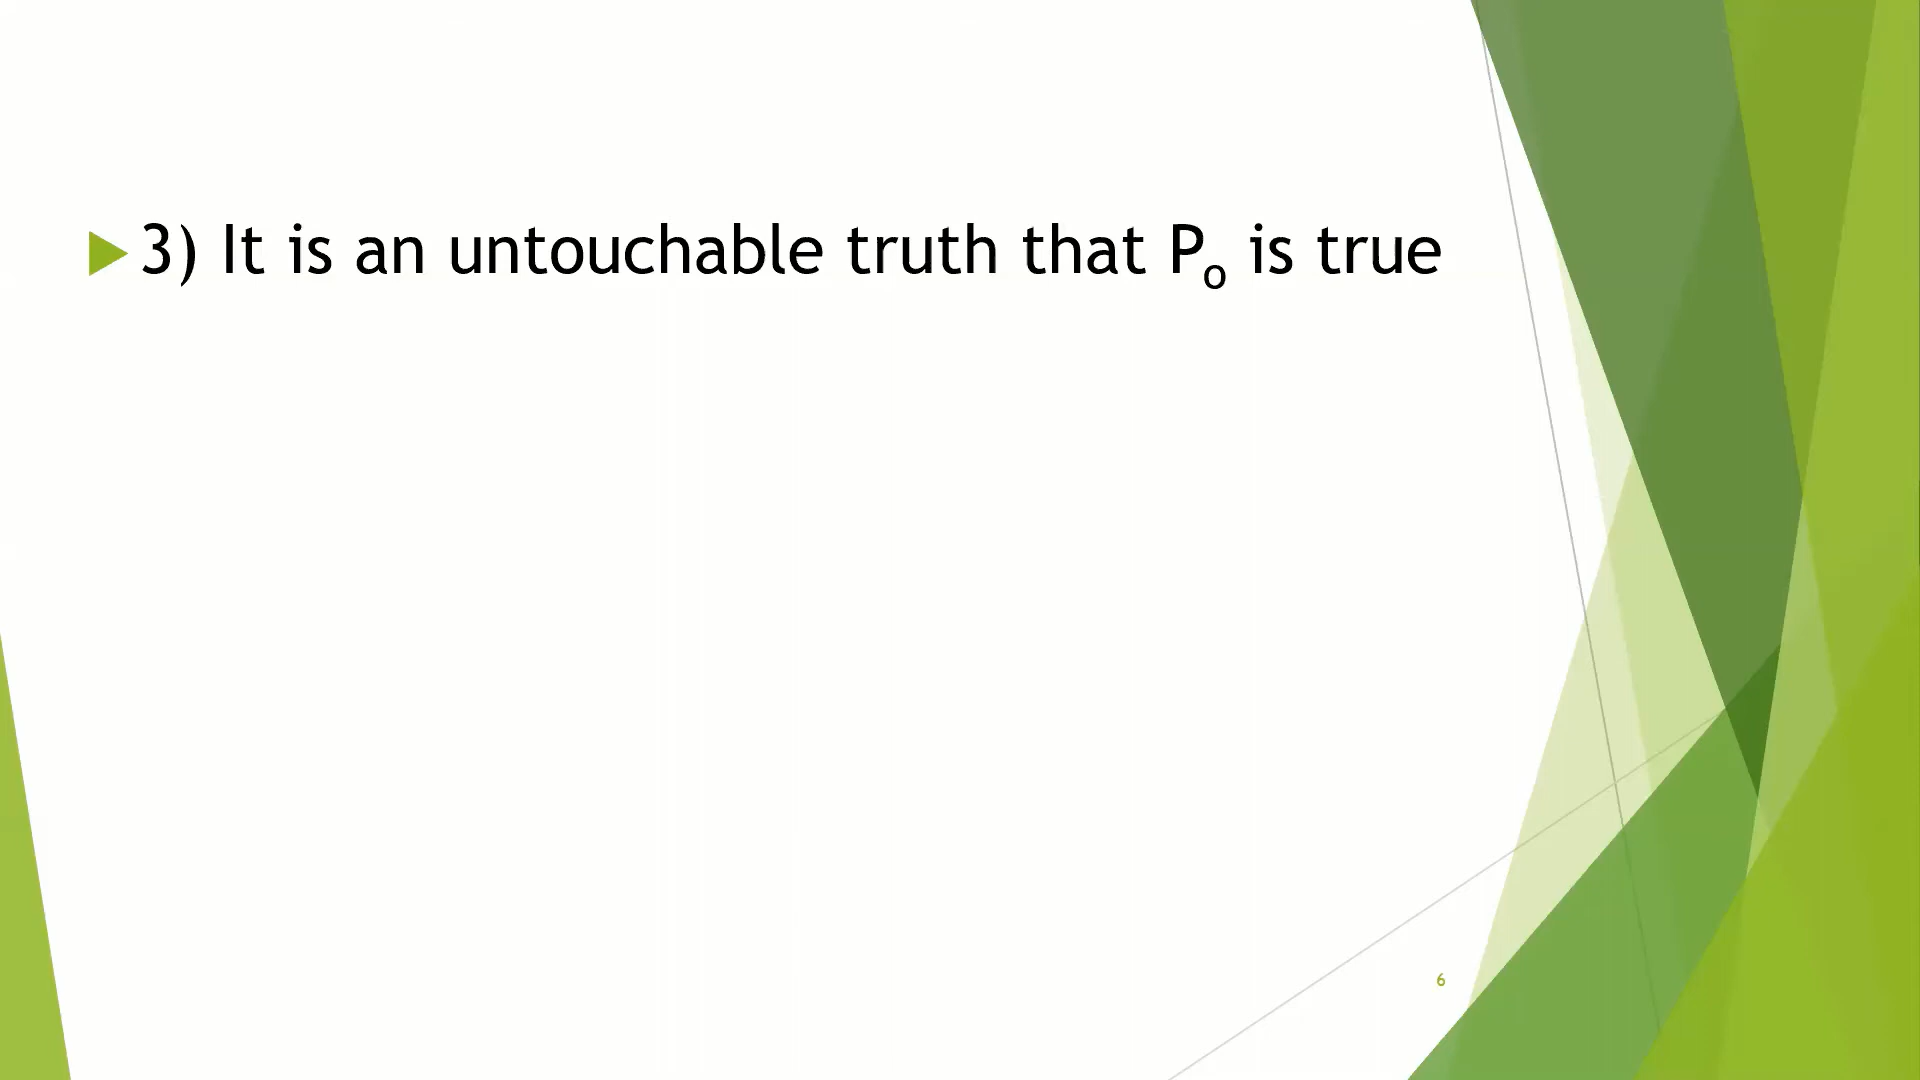 3) It is an untouchable truth that Pₒ is true
6